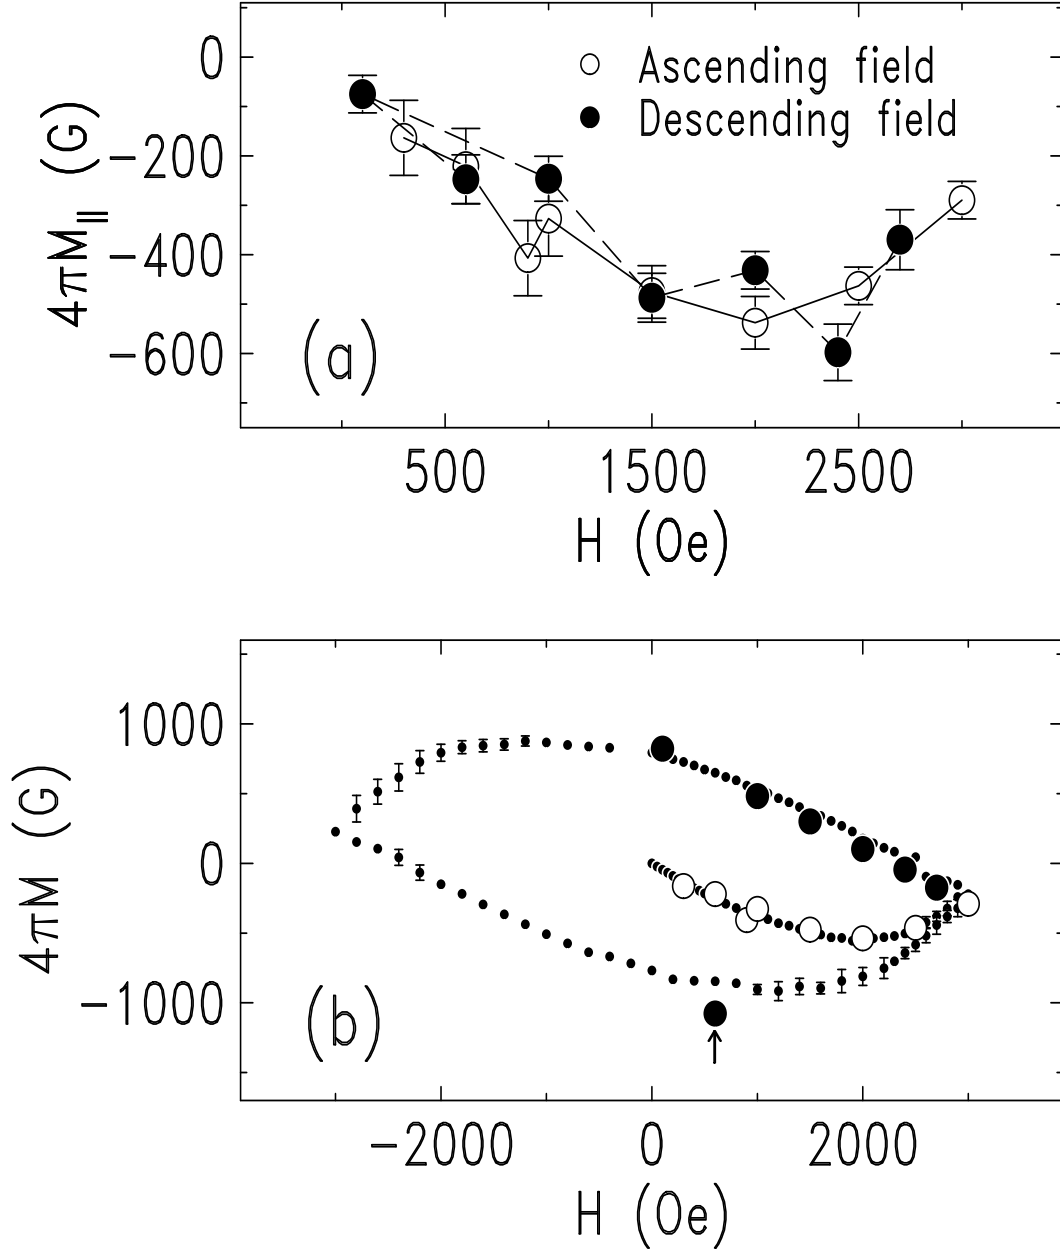 0
Ascending field
Descending field
−200
−400
−600
4πM|| (G)
(a)
500 1500 2500
H (Oe)
1000
0
−1000
4πM (G)
(b)
−2000 0 2000
H (Oe)